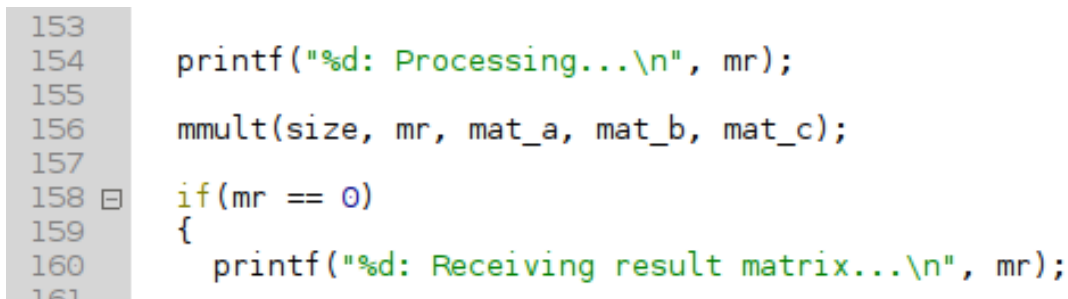 153
154 printf("%d: Processing...\n", mr);
155
156 mmult(size, mr, mat_a, mat_b, mat_c);
157
158 if(mr == 0)
159 {
160 printf("%d: Receiving result matrix...\n", mr);
161